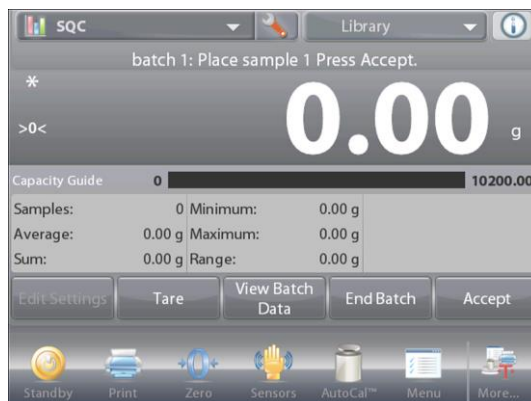 SQC Library
batch 1: Place sample 1 Press Accept.
*
>0<
0.00 g
Capacity Guide 0 10200.00
Samples: 0 Minimum: 0.00 g
Average: 0.00 g Maximum: 0.00 g
Sum: 0.00 g Range: 0.00 g
Edit Settings Tare View Batch Data End Batch Accept
Standby Print Zero Sensors AutoCal™ Menu More...